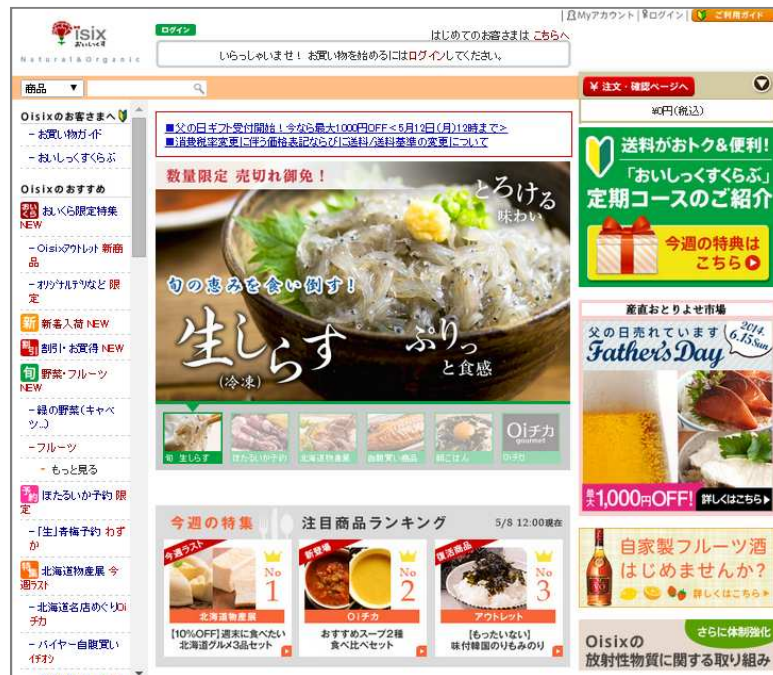 Oisix
おいしっくす
Natural & Organic
ログイン
Myアカウント
ログイン
ご利用ガイド
はじめてのお客さまは こちらへ
いらっしゃいませ! お買い物を始めるにはログインしてください。
商品
¥ 注文・確認ページへ
¥0円(税込)
Oisixのお客さまへ
- お買い物ガイド
- おいしっくすくらぶ
Oisixのおすすめ
おいくら限定特集
NEW
- Oisixアウトレット 新商
品
- オリジナルデリなど 限
定
新着入荷 NEW
割引・お買得 NEW
野菜・フルーツ
NEW
- 緑の野菜(キャベ
ツ...)
- フルーツ
- もっと見る
ほたるいか予約 限
定
- 「生」青梅予約 わず
か
北海道物産展 今
週ラスト
- 北海道名店めぐりOi
チカ
- バイヤー自腹買い
イチオシ
■父の日ギフト受付開始!今なら最大1000円OFF<5月12日(月)12時まで>
■消費税率変更に伴う価格表記ならびに送料/送料基準の変更について
数量限定 売切れ御免!
とろける
味わい
旬の恵みを食い倒す!
生しらす
(冷凍)
ぷりっ
と食感
旬 生しらす
ほたるいか予約
北海道物産展
自腹買い商品
朝ごはん
Oiチカ
gourmet
Oiチカ
今週の特集
注目商品ランキング
5/8 12:00現在
今週ラスト
No
1
北海道物産展
【10%OFF】週末に食べたい
北海道グルメ3品セット
新登場
No
2
OIチカ
おすすめスープ2種
食べ比べセット
復活商品
No
3
アウトレット
【もったいない】
味付韓国のりもみのり
送料がおトク&便利!
「おいしっくすくらぶ」
定期コースのご紹介
今週の特典は
こちら
産直おとりよせ市場
父の日売れています
2014.
6.15 Sun
Father's Day
最大1,000円OFF!
詳しくはこちら
自家製フルーツ酒
はじめませんか?
詳しくはこちら
さらに体制強化
Oisixの
放射性物質に関する取り組み